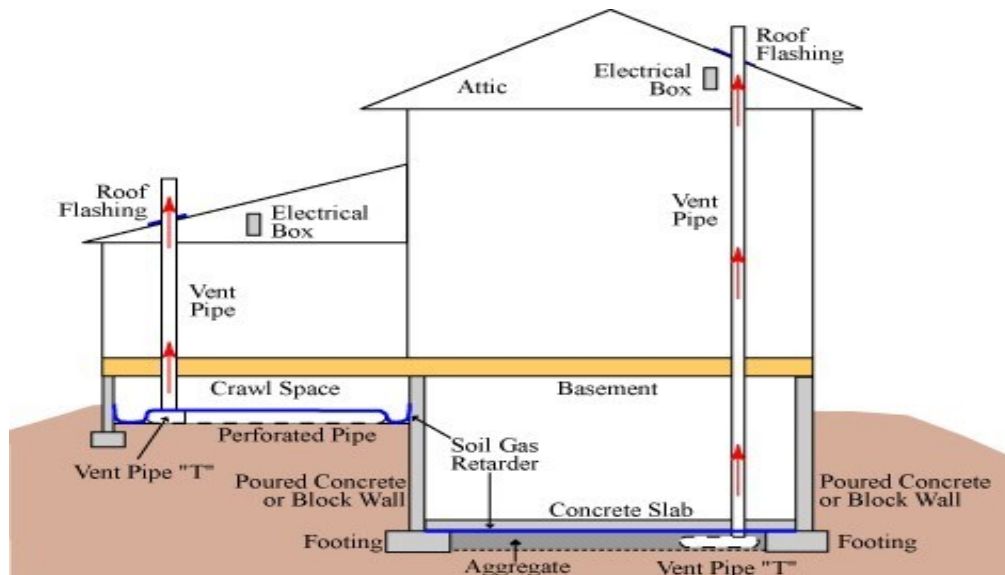 Roof
Flashing
Electrical
Box
Attic
Roof
Flashing
Electrical
Box
Vent
Pipe
Vent
Pipe
Crawl Space
Basement
Perforated Pipe
Soil Gas
Retarder
Vent Pipe "T"
Poured Concrete
or Block Wall
Poured Concrete
or Block Wall
Concrete Slab
Footing
Footing
Aggregate
Vent Pipe "T"